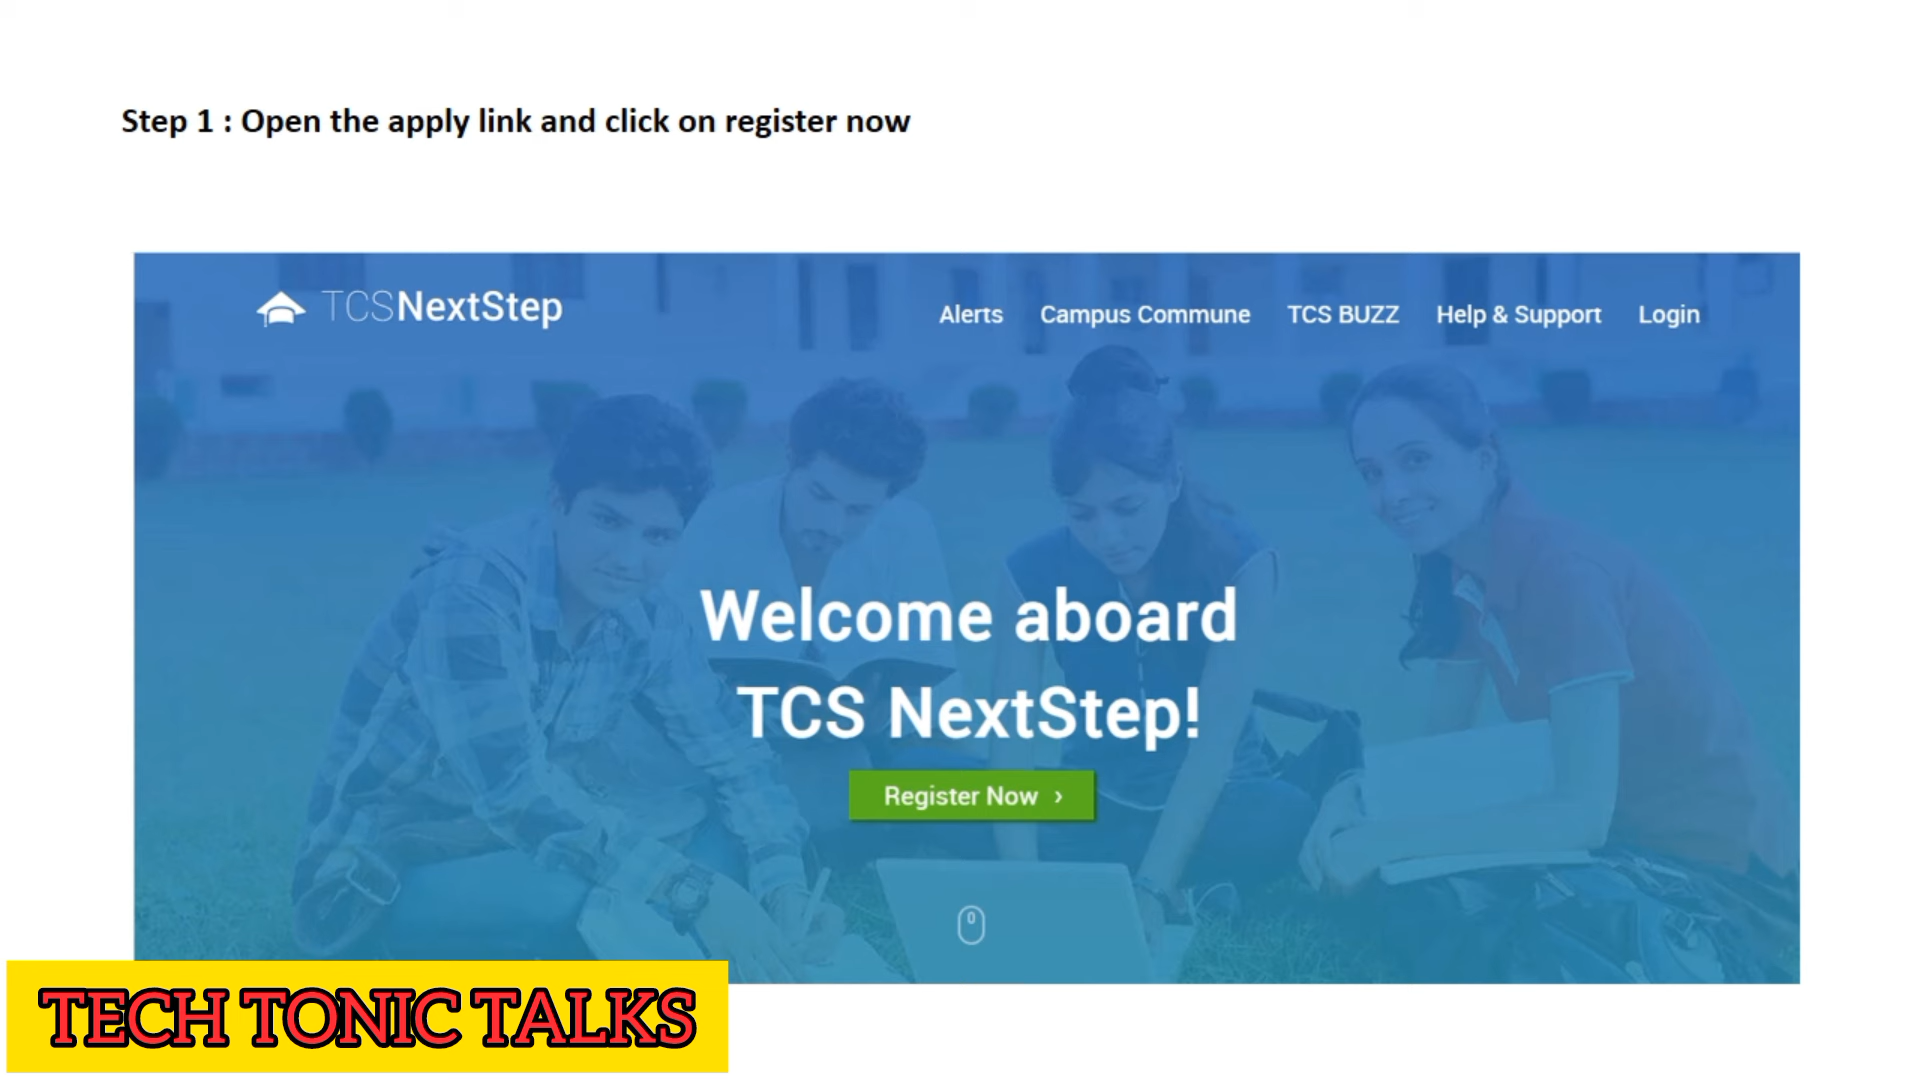 Step 1 : Open the apply link and click on register now
TCSNextStep
Alerts Campus Commune TCS BUZZ Help & Support Login
Welcome aboard
TCS NextStep!
Register Now ›
TECH TONIC TALKS